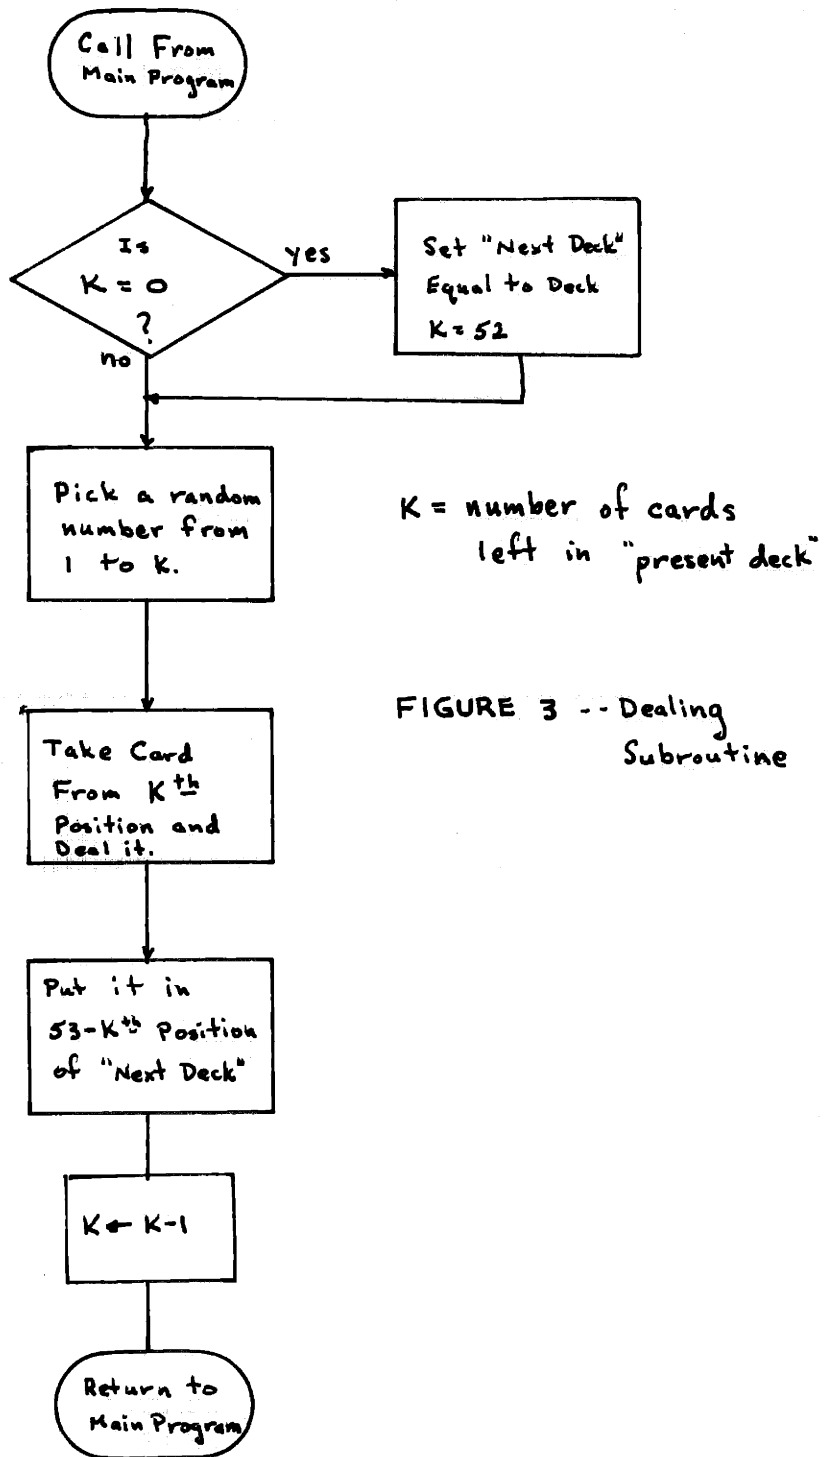 Call From
Main Program
Is
K = 0
?
yes
no
Set "Next Deck"
Equal to Deck
K = 52
Pick a random
number from
1 to K.
K = number of cards
left in "present deck"
Take Card
From Kth
Position and
Deal it.
FIGURE 3 -- Dealing
Subroutine
Put it in
53-Kth Position
of "Next Deck"
K ← K-1
Return to
Main Program